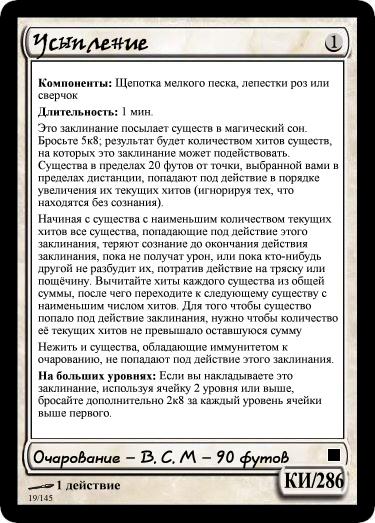 Усыпление
1
Компоненты: Щепотка мелкого песка, лепестки роз или
сверчок
Длительность: 1 мин.
Это заклинание посылает существ в магический сон.
Бросьте 5к8; результат будет количеством хитов существ,
на которых это заклинание может подействовать.
Существа в пределах 20 футов от точки, выбранной вами в
пределах дистанции, попадают под действие в порядке
увеличения их текущих хитов (игнорируя тех, что
находятся без сознания).
Начиная с существа с наименьшим количеством текущих
хитов все существа, попадающие под действие этого
заклинания, теряют сознание до окончания действия
заклинания, пока не получат урон, или пока кто-нибудь
другой не разбудит их, потратив действие на тряску или
пощёчину. Вычитайте хиты каждого существа из общей
суммы, после чего переходите к следующему существу с
наименьшим числом хитов. Для того чтобы существо
попало под действие заклинания, нужно чтобы количество
её текущих хитов не превышало оставшуюся сумму
Нежить и существа, обладающие иммунитетом к
очарованию, не попадают под действие этого заклинания.
На больших уровнях: Если вы накладываете это
заклинание, используя ячейку 2 уровня или выше,
бросайте дополнительно 2к8 за каждый уровень ячейки
выше первого.
Очарование – В, С, М – 90 футов
КИ/286
1 действие
19/145